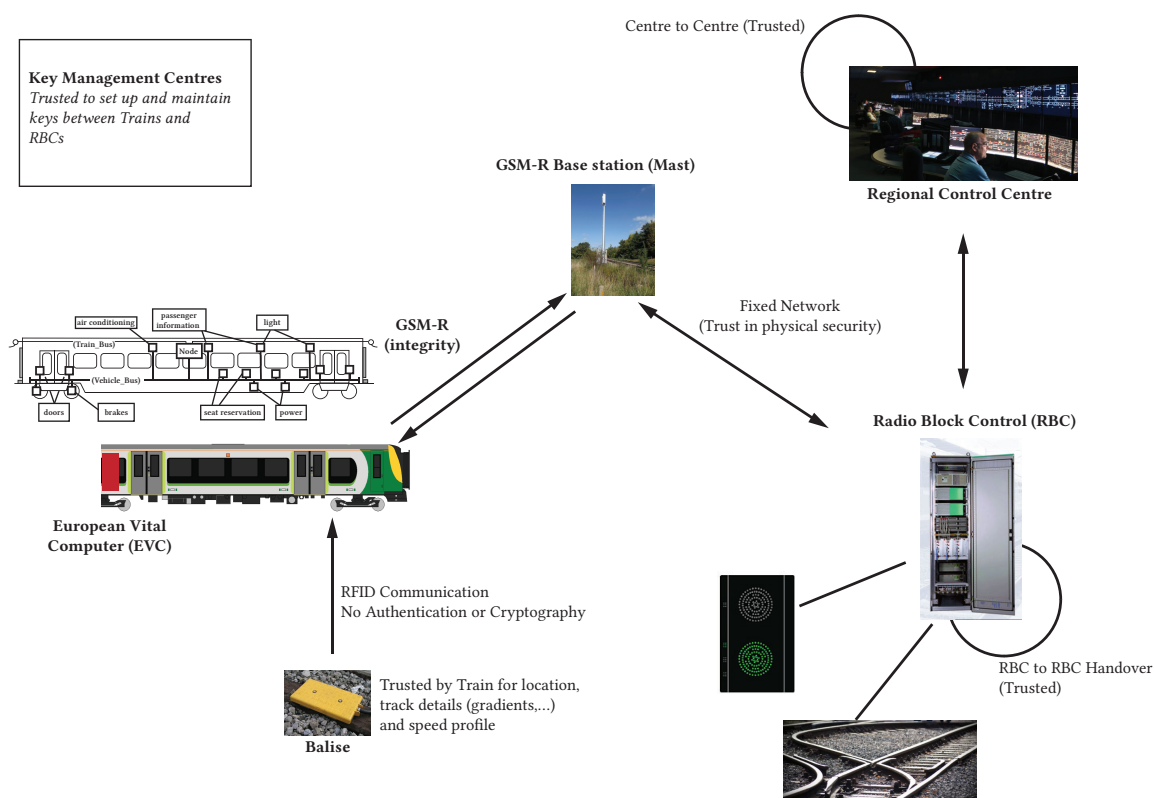 Centre to Centre (Trusted)
Key Management Centres
Trusted to set up and maintain
keys between Trains and
RBCs
GSM-R Base station (Mast)
Regional Control Centre
air conditioning
passenger
information
light
(Train_Bus)
Node
(Vehicle_Bus)
doors
brakes
seat reservation
power
GSM-R
(integrity)
Fixed Network
(Trust in physical security)
Radio Block Control (RBC)
European Vital
Computer (EVC)
RFID Communication
No Authentication or Cryptography
Trusted by Train for location,
track details (gradients,...)
and speed profile
Balise
RBC to RBC Handover
(Trusted)